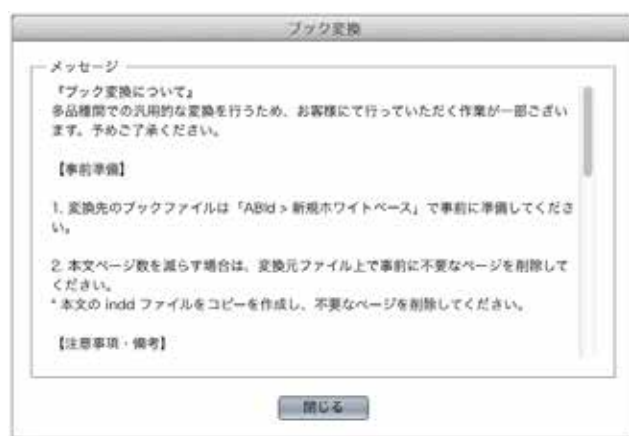 ブック変換
メッセージ
『ブック変換について』
多品種間での汎用的な変換を行うため、お客様にて行っていただく作業が一部ござい
ます。予めご了承ください。
【事前準備】
1. 変換先のブックファイルは「ABId > 新規ホワイトベース」で事前に準備してくださ
い。
2. 本文ページ数を減らす場合は、変換元ファイル上で事前に不要なページを削除して
ください。
* 本文の indd ファイルをコピーを作成し、不要なページを削除してください。
【注意事項・備考】
閉じる